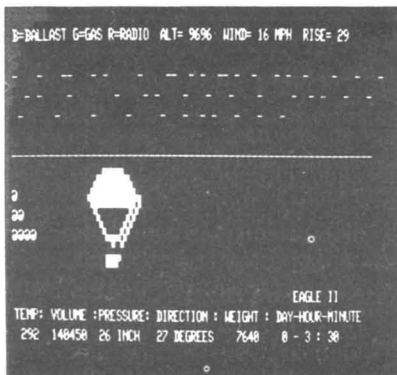 B=BALLAST G=GAS R=RADIO ALT= 9696 WIND= 16 MPH RISE= 29
EAGLE II
TEMP: VOLUME :PRESSURE: DIRECTION : WEIGHT : DAY-HOUR-MINUTE
292 140450 26 INCH 27 DEGREES 7640 0 - 3 : 30